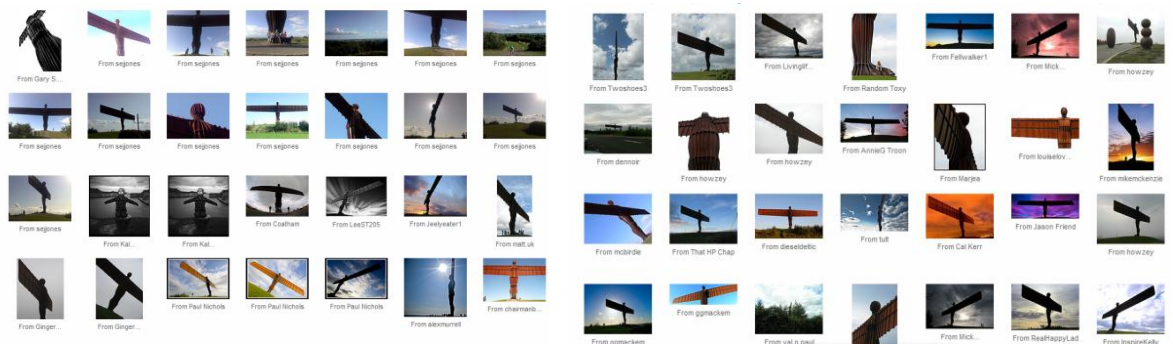 From Gary S...
From sejjones
From sejjones
From sejjones
From sejjones
From sejjones
From sejjones
From sejjones
From sejjones
From sejjones
From sejjones
From sejjones
From sejjones
From sejjones
From sejjones
From Kal...
From Kal...
From Coatham
From LeeST205
From Jeelyeater1
From matt.uk
From Ginger...
From Ginger...
From Paul Nichols
From Paul Nichols
From Paul Nichols
From alexmurrell
From chairmanb...
From Twoshoes3
From Twoshoes3
From Livinglif...
From Random Toxy
From Fellwalker1
From Mick...
From howzey
From dennoir
From howzey
From howzey
From AnnieG Troon
From Marjea
From louiselov...
From mikemckenzie
From mcbirdie
From That HP Chap
From dieseldeltic
From tutt
From Cal Kerr
From Jason Friend
From howzey
From ggmackem
From ggmackem
From val n paul
From Mick...
From RealHappyLad
From InspireKelly